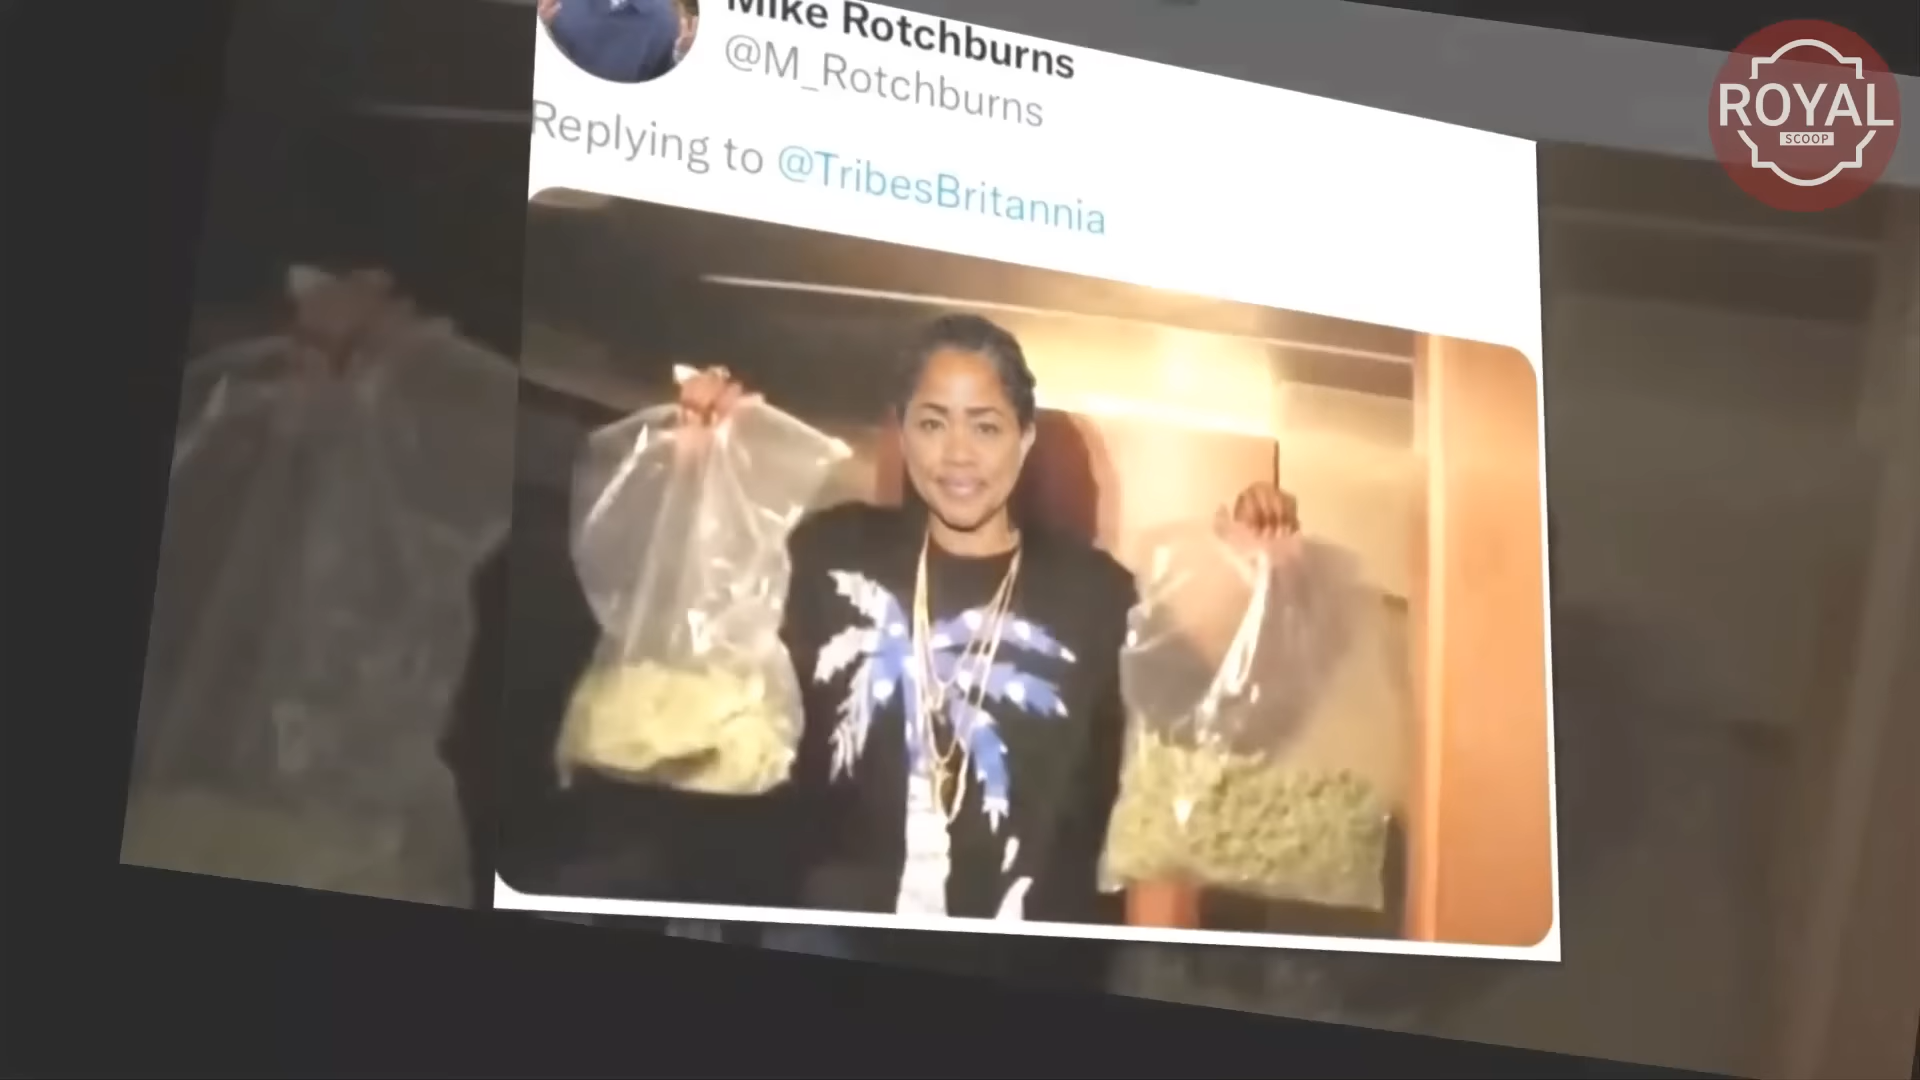 Mike Rotchburns
@M_Rotchburns
Replying to @TribesBritannia
ROYAL
SCOOP